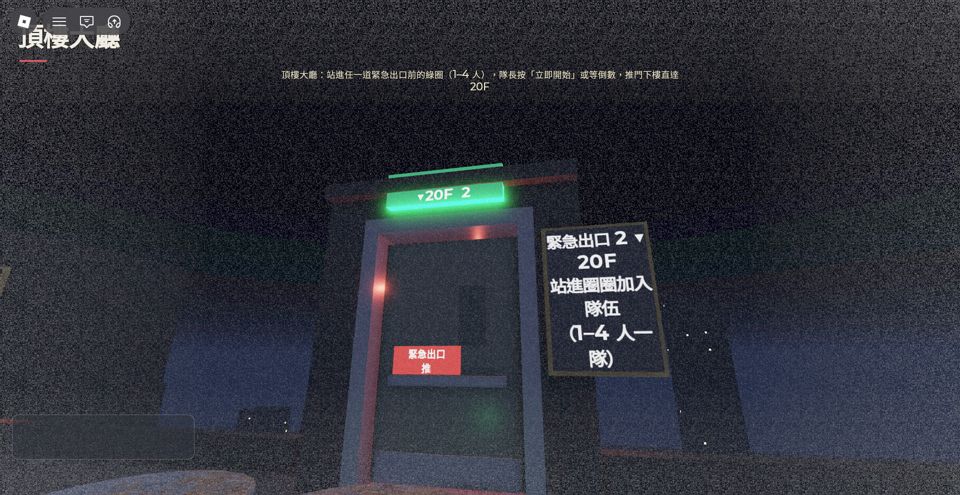 頂樓大廳
頂樓大廳：站進任一道緊急出口前的綠圈（1–4 人），隊長按「立即開始」或等倒數，推門下樓直達
20F
▼20F 2
緊急出口 2 ▼
20F
站進圈圈加入
隊伍
（1–4 人一
隊）
緊急出口
推